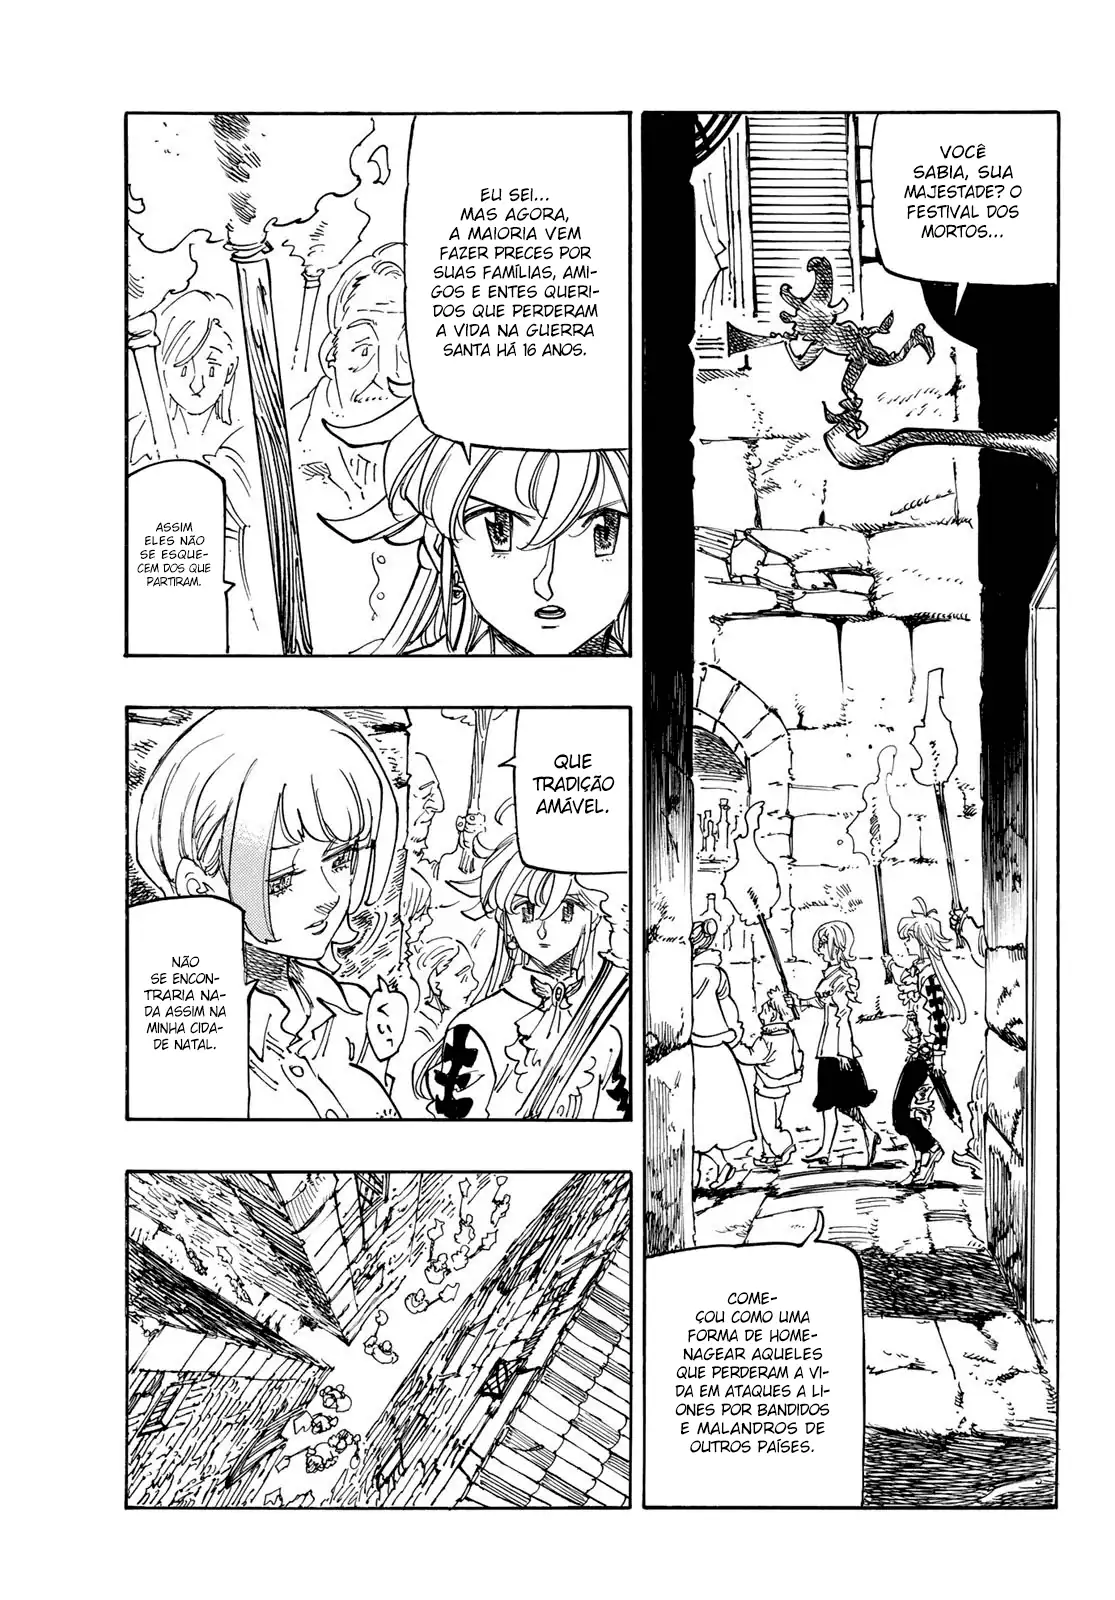 VOCÊ
SABIA, SUA
MAJESTADE? O
FESTIVAL DOS
MORTOS...
COME-
ÇOU COMO UMA
FORMA DE HOME-
NAGEAR AQUELES
QUE PERDERAM A VI-
DA EM ATAQUES A LI-
ONES POR BANDIDOS
E MALANDROS DE
OUTROS PAÍSES.
EU SEI...
MAS AGORA,
A MAIORIA VEM
FAZER PRECES POR
SUAS FAMÍLIAS, AMI-
GOS E ENTES QUERI-
DOS QUE PERDERAM
A VIDA NA GUERRA
SANTA HÁ 16 ANOS.
ASSIM
ELES NÃO
SE ESQUE-
CEM DOS QUE
PARTIRAM.
QUE
TRADIÇÃO
AMÁVEL.
NÃO
SE ENCON-
TRARIA NA-
DA ASSIM NA
MINHA CIDA-
DE NATAL.